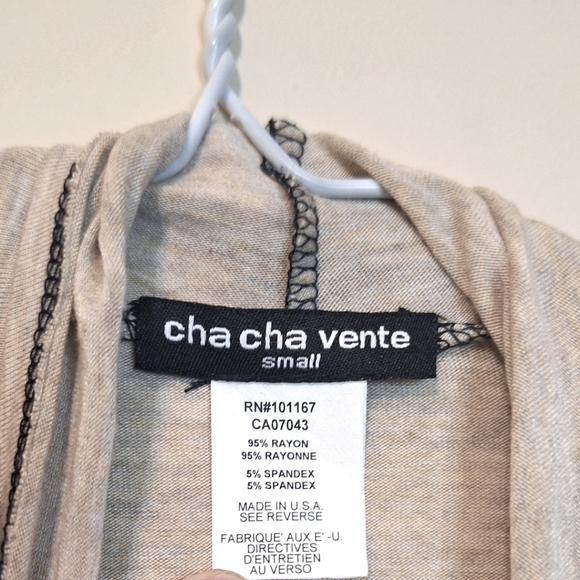 cha cha vente
small
RN#101167
CA07043
95% RAYON
95% RAYONNE
5% SPANDEX
5% SPANDEX
MADE IN U.S.A.
SEE REVERSE
FABRIQUE' AUX E'.-U.
DIRECTIVES
D'ENTRETIEN
AU VERSO